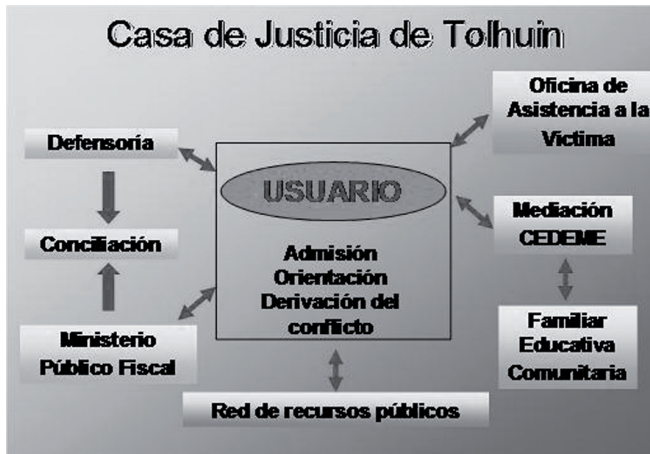 Casa de Justicia de Tolhuin
Oficina de
Asistencia a la
Víctima
Defensoría
USUARIO
Mediación
CEDEME
Conciliación
Admisión
Orientación
Derivación del
conflicto
Ministerio
Público Fiscal
Familiar
Educativa
Comunitaria
Red de recursos públicos